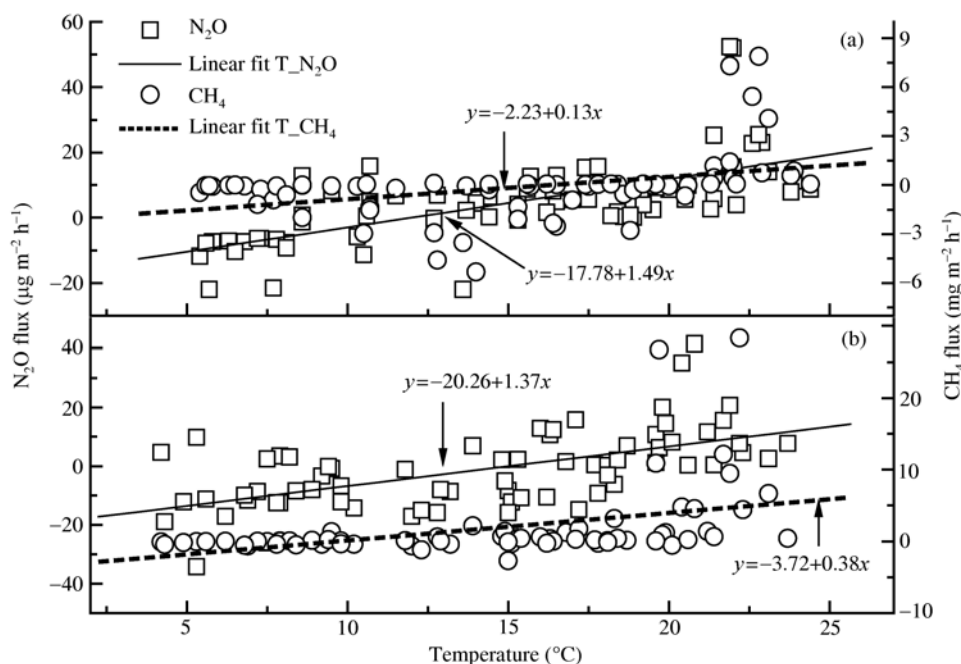 N₂O
Linear fit T_N₂O
CH₄
Linear fit T_CH₄
(a)
y=−2.23+0.13x
y=−17.78+1.49x
60
40
20
0
−20
9
6
3
0
−3
−6
(b)
y=−20.26+1.37x
y=−3.72+0.38x
40
20
0
−20
−40
20
10
0
−10
N₂O flux (μg m⁻² h⁻¹)
CH₄ flux (mg m⁻² h⁻¹)
5 10 15 20 25
Temperature (°C)